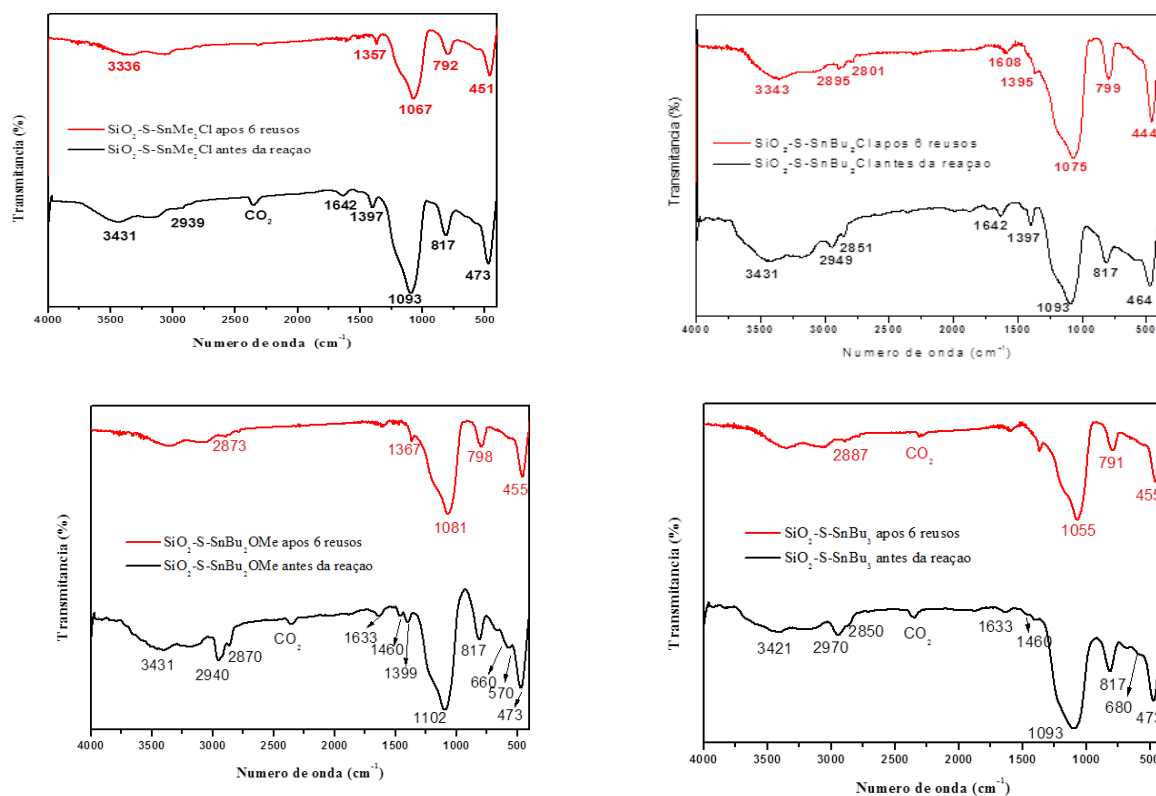 Transmitancia (%)
3336
1357
792
451
1067
SiO2-S-SnMe2Cl apos 6 reusos
SiO2-S-SnMe2Cl antes da reaçao
3431
2939
CO2
1642
1397
1093
817
473
4000 3500 3000 2500 2000 1500 1000 500
Numero de onda (cm-1)
Transmitancia (%)
3343
2895
2801
1608
1395
799
444
1075
SiO2-S-SnBu2Cl apos 6 reusos
SiO2-S-SnBu2Cl antes da reaçao
3431
2949
2851
1642
1397
1093
817
464
4000 3500 3000 2500 2000 1500 1000 500
Numero de onda (cm-1)
Transmitancia (%)
2873
1367
798
455
1081
SiO2-S-SnBu2OMe apos 6 reusos
SiO2-S-SnBu2OMe antes da reaçao
3431
2940
2870
CO2
1633
1460
1399
1102
817
660
570
473
4000 3500 3000 2500 2000 1500 1000 500
Numero de onda (cm-1)
Transmitancia (%)
2887
CO2
791
455
1055
SiO2-S-SnBu3 apos 6 reusos
SiO2-S-SnBu3 antes da reaçao
3421
2970
2850
CO2
1633
1460
1093
817
680
473
4000 3500 3000 2500 2000 1500 1000 500
Numero de onda (cm-1)